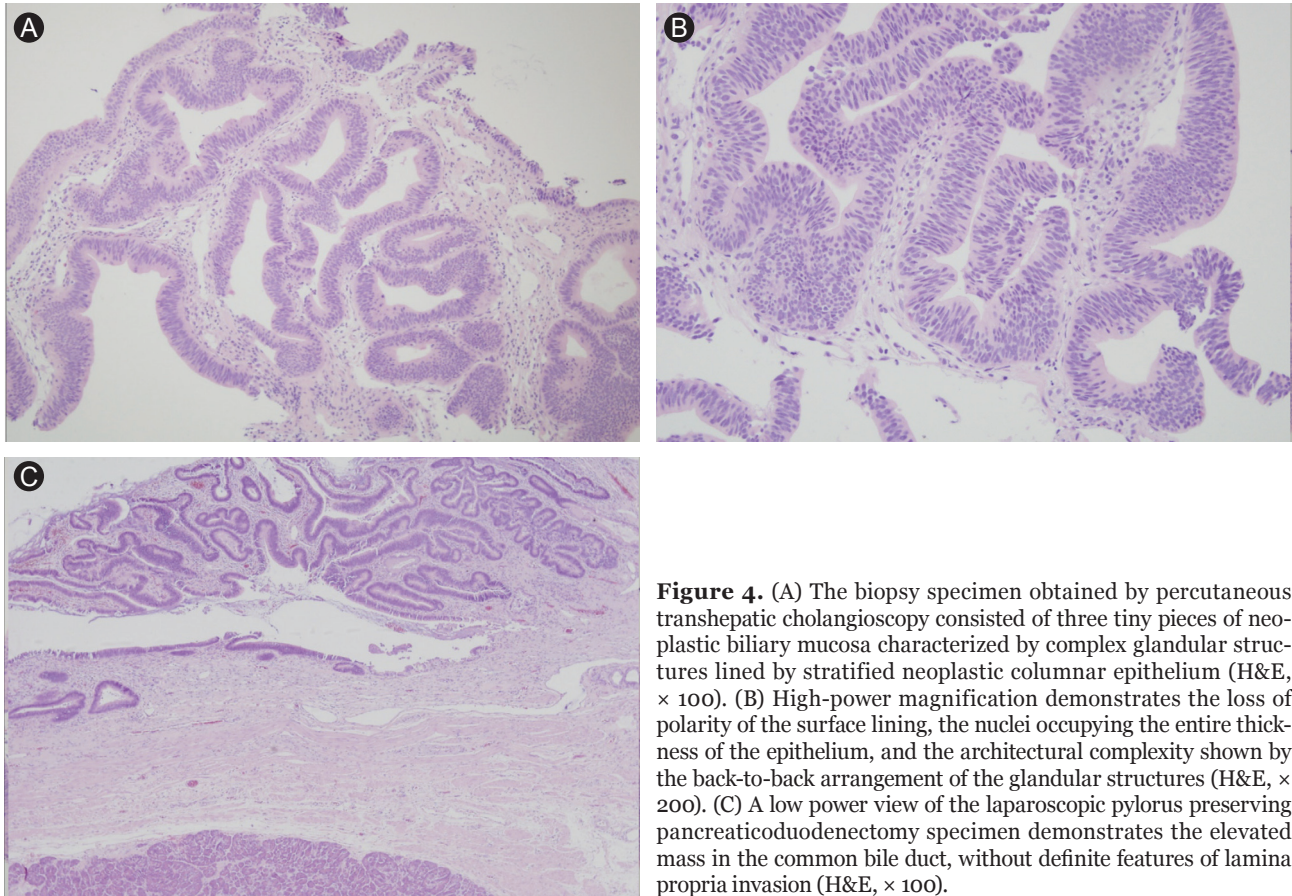 A
B
C
Figure 4. (A) The biopsy specimen obtained by percutaneous
transhepatic cholangioscopy consisted of three tiny pieces of neo-
plastic biliary mucosa characterized by complex glandular struc-
tures lined by stratified neoplastic columnar epithelium (H&E,
× 100). (B) High-power magnification demonstrates the loss of
polarity of the surface lining, the nuclei occupying the entire thick-
ness of the epithelium, and the architectural complexity shown by
the back-to-back arrangement of the glandular structures (H&E, ×
200). (C) A low power view of the laparoscopic pylorus preserving
pancreaticoduodenectomy specimen demonstrates the elevated
mass in the common bile duct, without definite features of lamina
propria invasion (H&E, × 100).